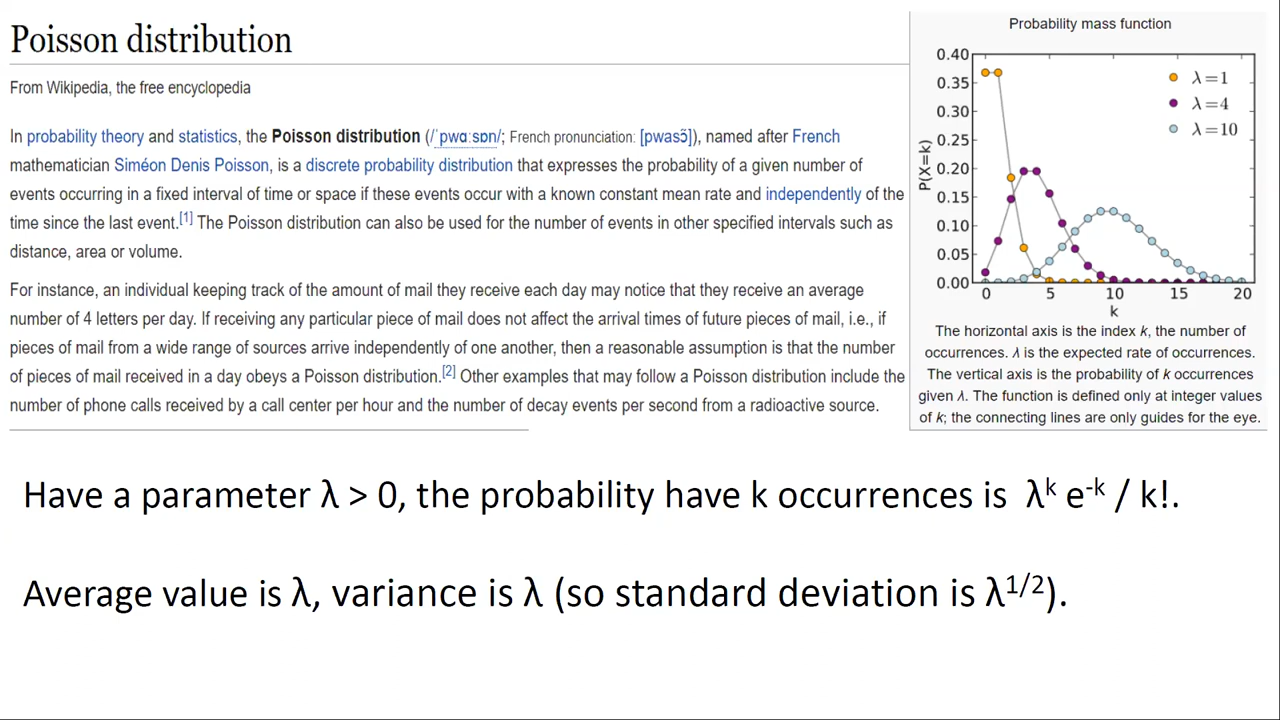 Poisson distribution
From Wikipedia, the free encyclopedia
In probability theory and statistics, the Poisson distribution (/ˈpwɑːsɒn/; French pronunciation: [pwasɔ̃]), named after French
mathematician Siméon Denis Poisson, is a discrete probability distribution that expresses the probability of a given number of
events occurring in a fixed interval of time or space if these events occur with a known constant mean rate and independently of the
time since the last event.[1] The Poisson distribution can also be used for the number of events in other specified intervals such as
distance, area or volume.
For instance, an individual keeping track of the amount of mail they receive each day may notice that they receive an average
number of 4 letters per day. If receiving any particular piece of mail does not affect the arrival times of future pieces of mail, i.e., if
pieces of mail from a wide range of sources arrive independently of one another, then a reasonable assumption is that the number
of pieces of mail received in a day obeys a Poisson distribution.[2] Other examples that may follow a Poisson distribution include the
number of phone calls received by a call center per hour and the number of decay events per second from a radioactive source.
Probability mass function
0.40
0.35
0.30
0.25
0.20
0.15
0.10
0.05
0.00
P(X=k)
λ=1
λ=4
λ=10
0 5 10 15 20
k
The horizontal axis is the index k, the number of
occurrences. λ is the expected rate of occurrences.
The vertical axis is the probability of k occurrences
given λ. The function is defined only at integer values
of k; the connecting lines are only guides for the eye.
Have a parameter λ > 0, the probability have k occurrences is λ^k e^-k / k!.
Average value is λ, variance is λ (so standard deviation is λ^1/2).